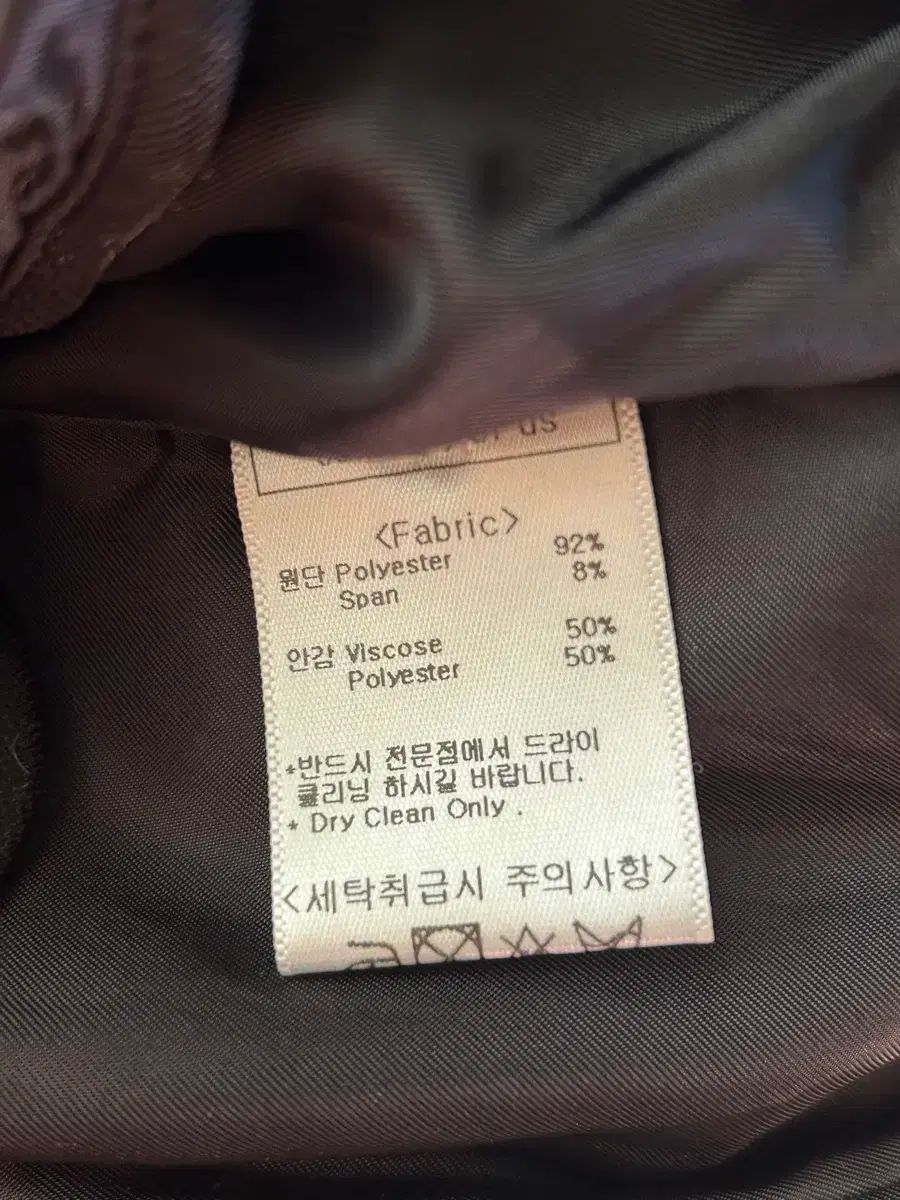 us
<Fabric>
원단 Polyester 92%
Span 8%
안감 Viscose 50%
Polyester 50%
*반드시 전문점에서 드라이
클리닝 하시길 바랍니다.
* Dry Clean Only .
<세탁취급시 주의사항>